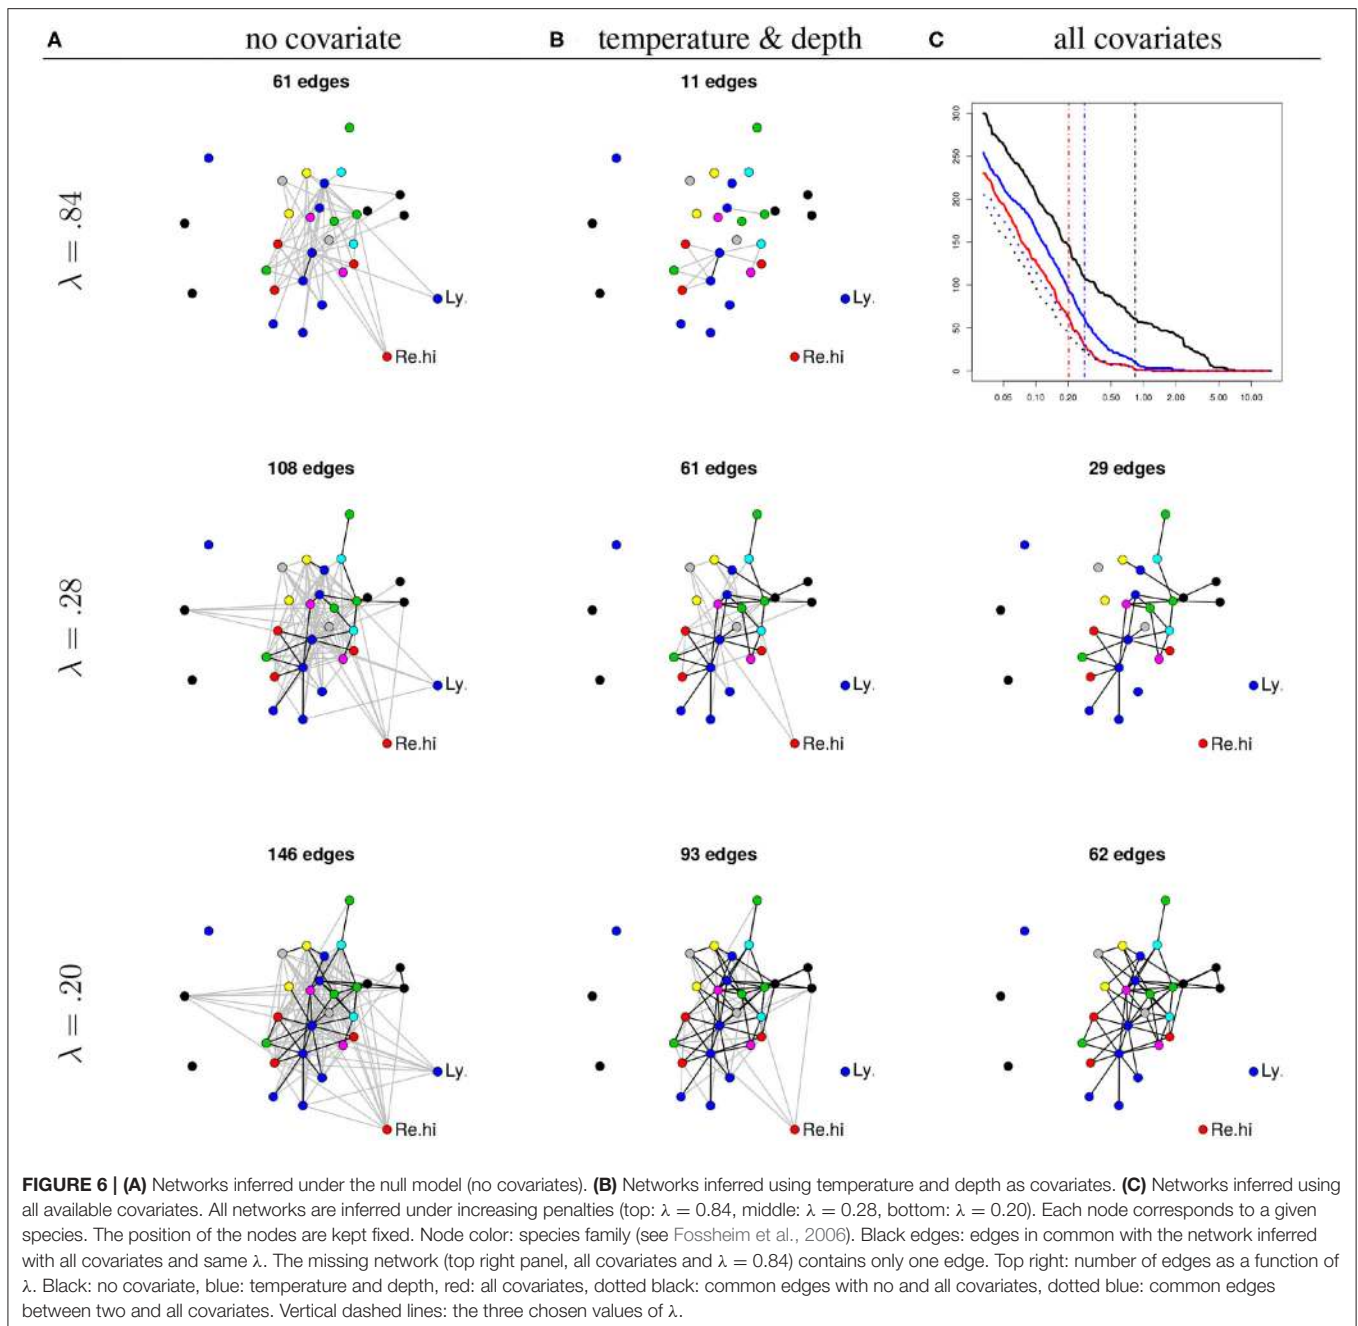 A no covariate B temperature & depth C all covariates
61 edges 11 edges
λ = .84
300
250
200
150
100
50
0
0.05 0.10 0.20 0.50 1.00 2.00 5.00 10.00
Ly. Ly.
Re.hi Re.hi
108 edges 61 edges 29 edges
λ = .28
Ly. Ly. Ly.
Re.hi Re.hi Re.hi
146 edges 93 edges 62 edges
λ = .20
Ly. Ly. Ly.
Re.hi Re.hi Re.hi
FIGURE 6 | (A) Networks inferred under the null model (no covariates). (B) Networks inferred using temperature and depth as covariates. (C) Networks inferred using
all available covariates. All networks are inferred under increasing penalties (top: λ = 0.84, middle: λ = 0.28, bottom: λ = 0.20). Each node corresponds to a given
species. The position of the nodes are kept fixed. Node color: species family (see Fossheim et al., 2006). Black edges: edges in common with the network inferred
with all covariates and same λ. The missing network (top right panel, all covariates and λ = 0.84) contains only one edge. Top right: number of edges as a function of
λ. Black: no covariate, blue: temperature and depth, red: all covariates, dotted black: common edges with no and all covariates, dotted blue: common edges
between two and all covariates. Vertical dashed lines: the three chosen values of λ.